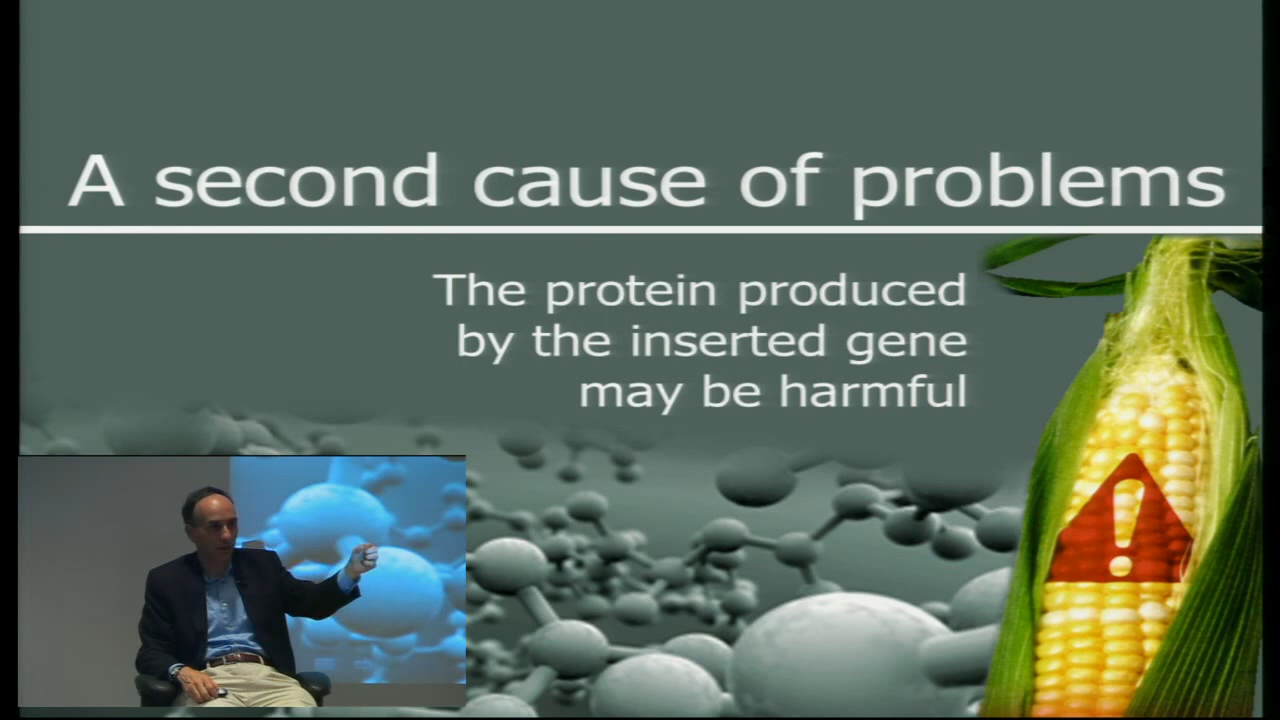 A second cause of problems
The protein produced
by the inserted gene
may be harmful